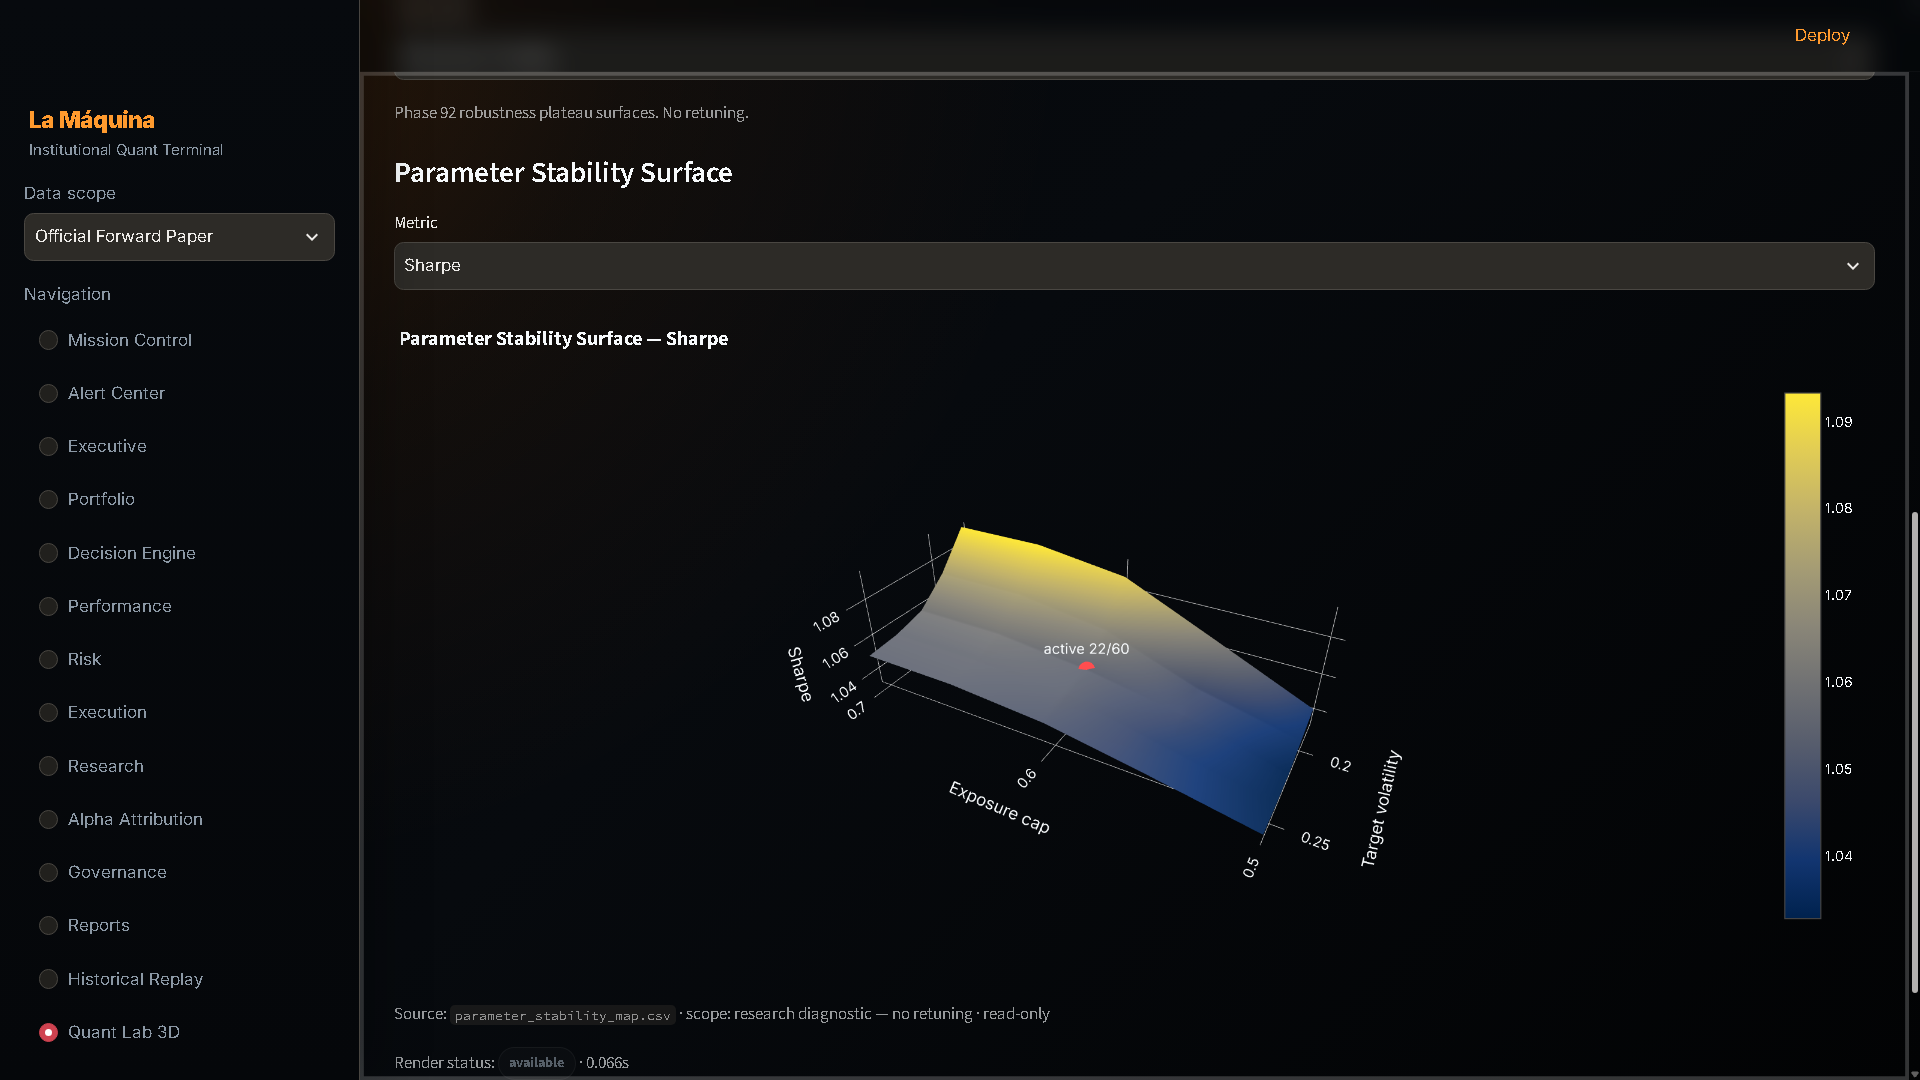 Deploy
La Máquina
Institutional Quant Terminal
Data scope
Official Forward Paper
Navigation
Mission Control
Alert Center
Executive
Portfolio
Decision Engine
Performance
Risk
Execution
Research
Alpha Attribution
Governance
Reports
Historical Replay
Quant Lab 3D
Phase 92 robustness plateau surfaces. No retuning.
Parameter Stability Surface
Metric
Sharpe
Parameter Stability Surface — Sharpe
active 22/60
Sharpe
1.08
1.06
1.04
0.7
0.6
0.5
Exposure cap
0.2
0.25
Target volatility
1.09
1.08
1.07
1.06
1.05
1.04
Source: parameter_stability_map.csv · scope: research diagnostic — no retuning · read-only
Render status: available · 0.066s